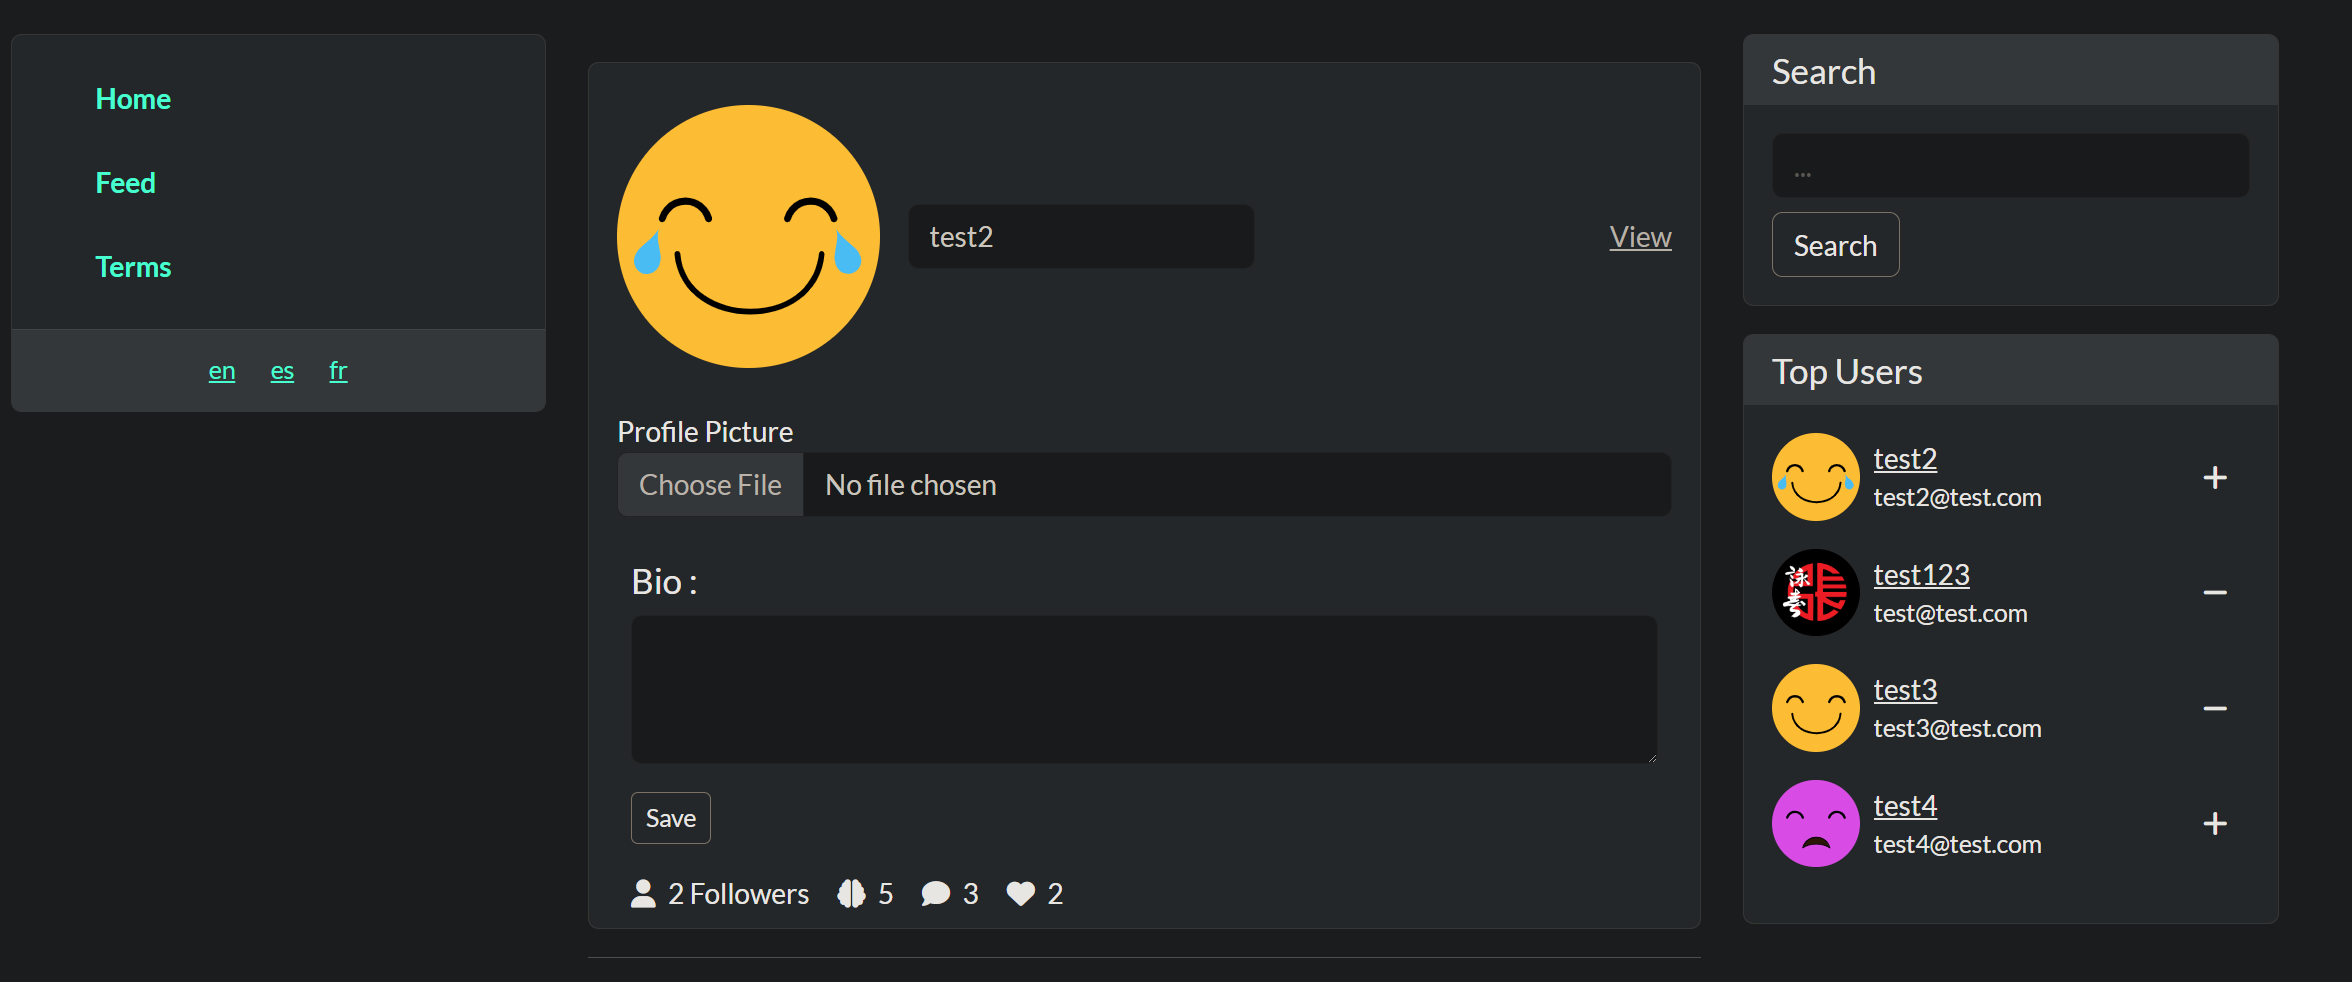 Home
Feed
Terms
en es fr
test2
View
Profile Picture
Choose File No file chosen
Bio :
Save
2 Followers 5 3 2
Search
...
Search
Top Users
test2
test2@test.com
test123
test@test.com
test3
test3@test.com
test4
test4@test.com